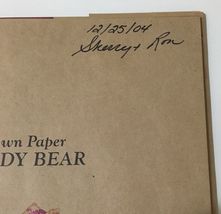 12/25/04
Sherry + Ron
wn Paper
DY BEAR